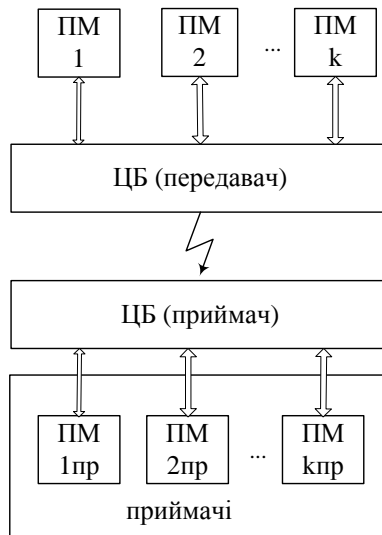 ПМ ПМ ПМ
1 2 ... k
ЦБ (передавач)
ЦБ (приймач)
ПМ ПМ ПМ
1пр 2пр ... kпр
приймачі